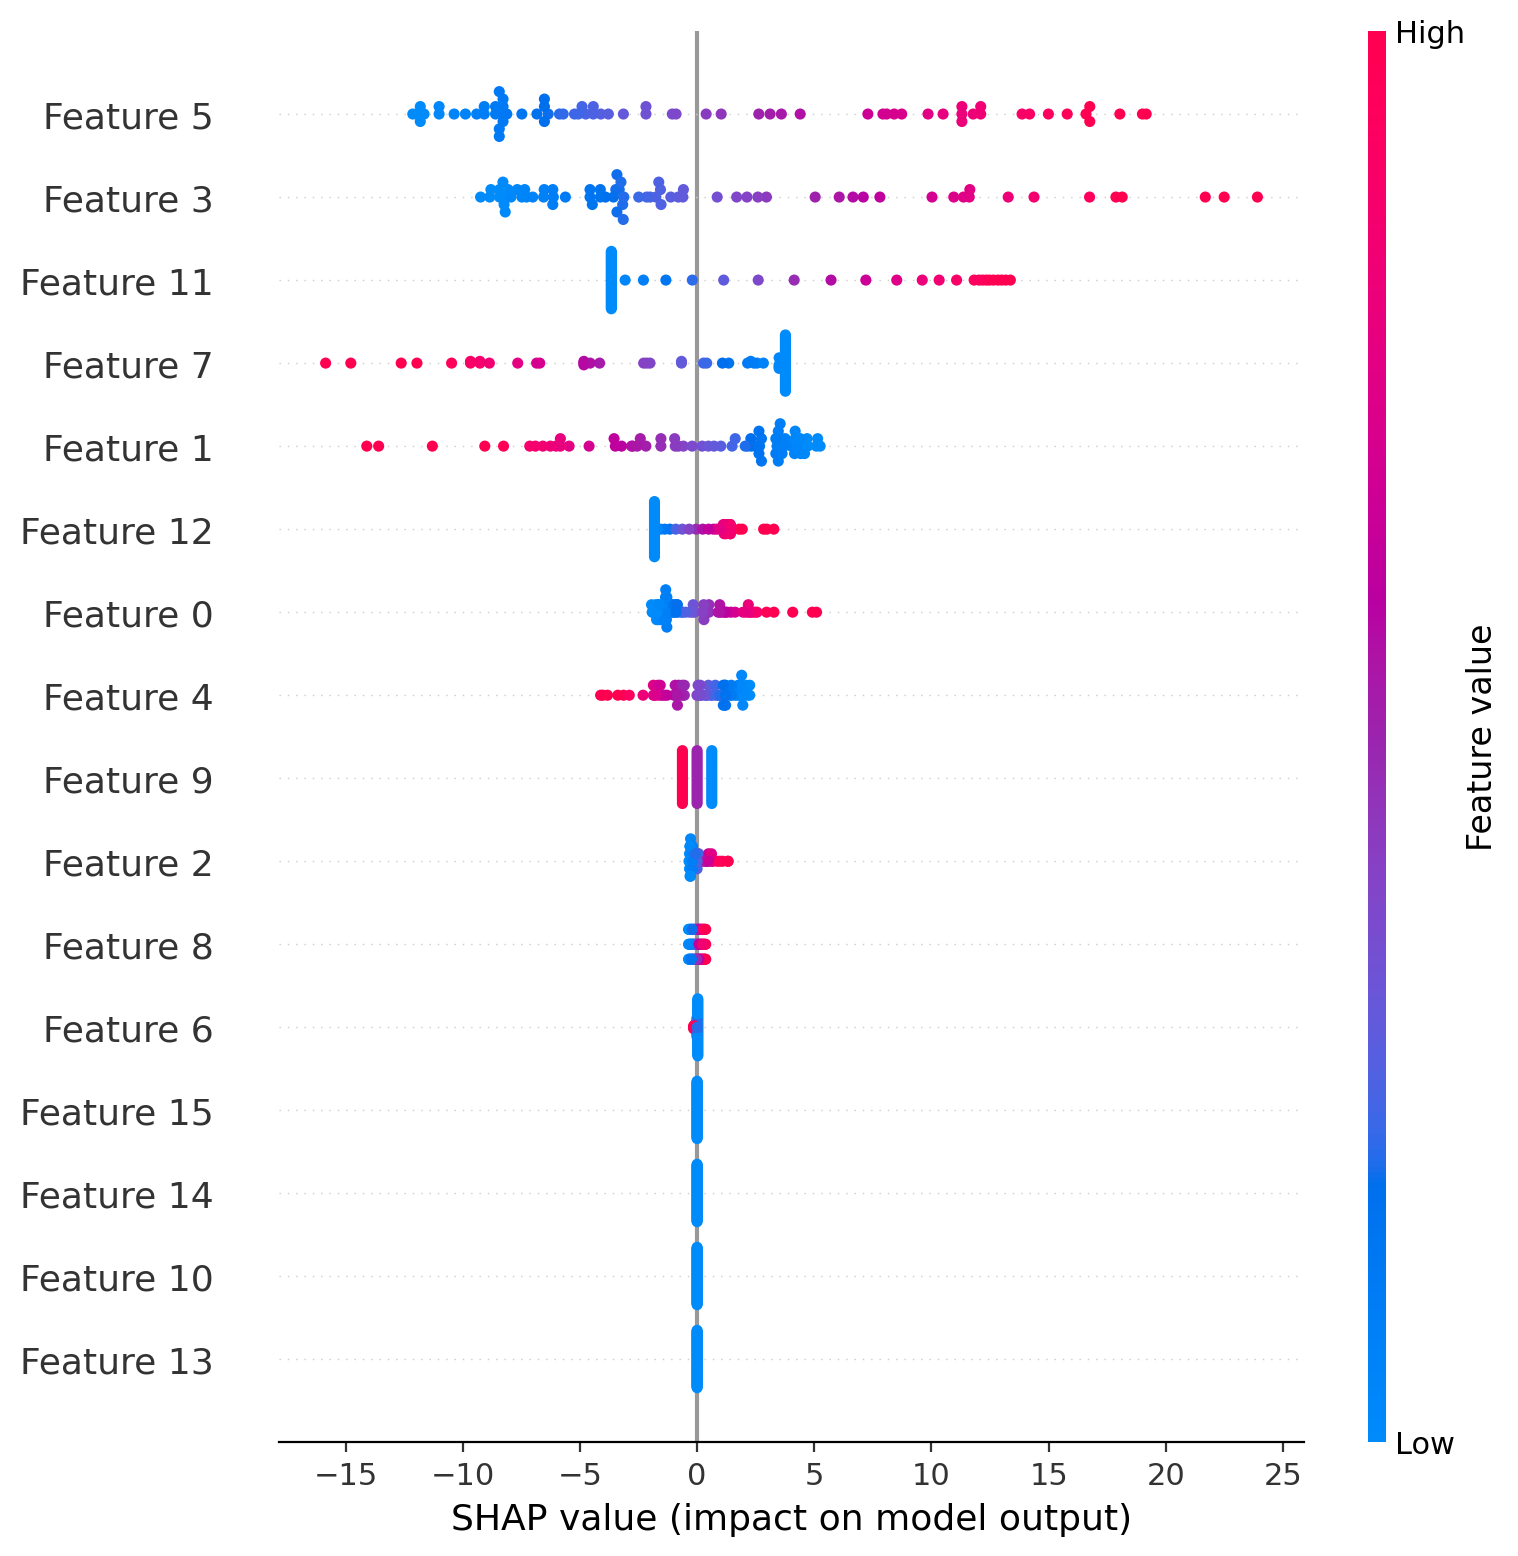 High
Feature 5
Feature 3
Feature 11
Feature 7
Feature 1
Feature 12
Feature 0
Feature 4
Feature 9
Feature 2
Feature 8
Feature 6
Feature 15
Feature 14
Feature 10
Feature 13
Feature value
Low
−15 −10 −5 0 5 10 15 20 25
SHAP value (impact on model output)